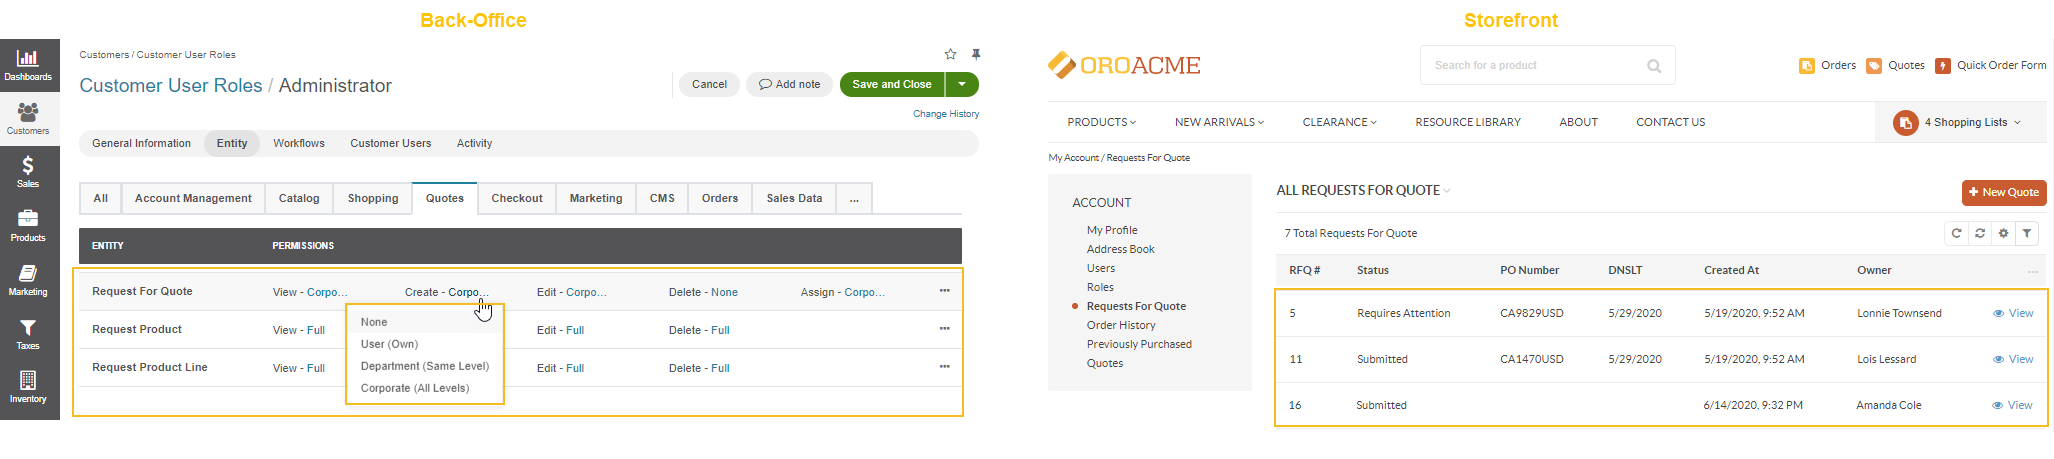 Back-Office
Dashboards
Customers
Sales
Products
Marketing
Taxes
Inventory
Customers / Customer User Roles
Customer User Roles / Administrator
Cancel
Add note
Save and Close
Change History
General Information Entity Workflows Customer Users Activity
All Account Management Catalog Shopping Quotes Checkout Marketing CMS Orders Sales Data ...
ENTITY PERMISSIONS
Request For Quote View - Corpo... Create - Corpo... Edit - Corpo... Delete - None Assign - Corpo... ...
Request Product View - Full Edit - Full Delete - Full ...
Request Product Line View - Full Edit - Full Delete - Full ...
None
User (Own)
Department (Same Level)
Corporate (All Levels)
Storefront
OROACME
Search for a product
Orders Quotes Quick Order Form
PRODUCTS NEW ARRIVALS CLEARANCE RESOURCE LIBRARY ABOUT CONTACT US
4 Shopping Lists
My Account / Requests For Quote
ACCOUNT
My Profile
Address Book
Users
Roles
Requests For Quote
Order History
Previously Purchased
Quotes
ALL REQUESTS FOR QUOTE
+ New Quote
7 Total Requests For Quote
RFQ # Status PO Number DNSLT Created At Owner ...
5 Requires Attention CA9829USD 5/29/2020 5/19/2020, 9:52 AM Lonnie Townsend View
11 Submitted CA1470USD 5/29/2020 5/19/2020, 9:52 AM Lois Lessard View
16 Submitted 6/14/2020, 9:32 PM Amanda Cole View